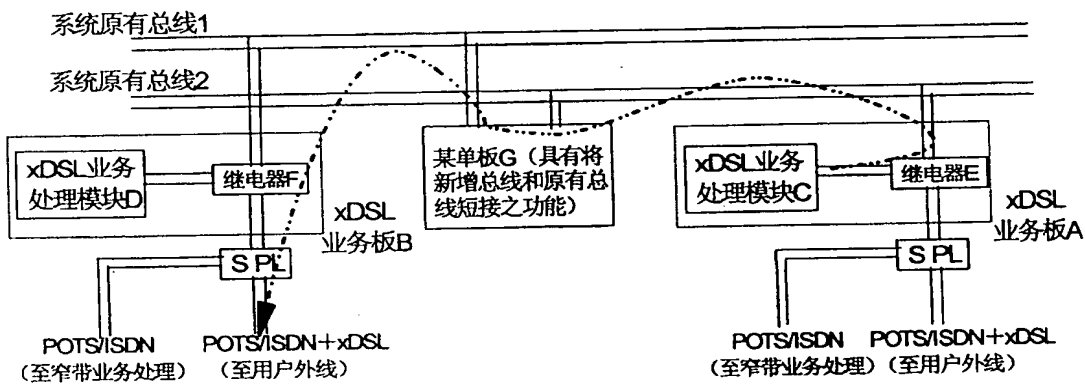 系统原有总线1
系统原有总线2
xDSL业务
处理模块D
继电器F
xDSL
业务板B
某单板G（具有将
新增总线和原有总
线短接之功能）
xDSL业务
处理模块C
继电器E
xDSL
业务板A
SPL
SPL
POTS/ISDN
（至窄带业务处理）
POTS/ISDN+xDSL
（至用户外线）
POTS/ISDN
（至窄带业务处理）
POTS/ISDN+xDSL
（至用户外线）